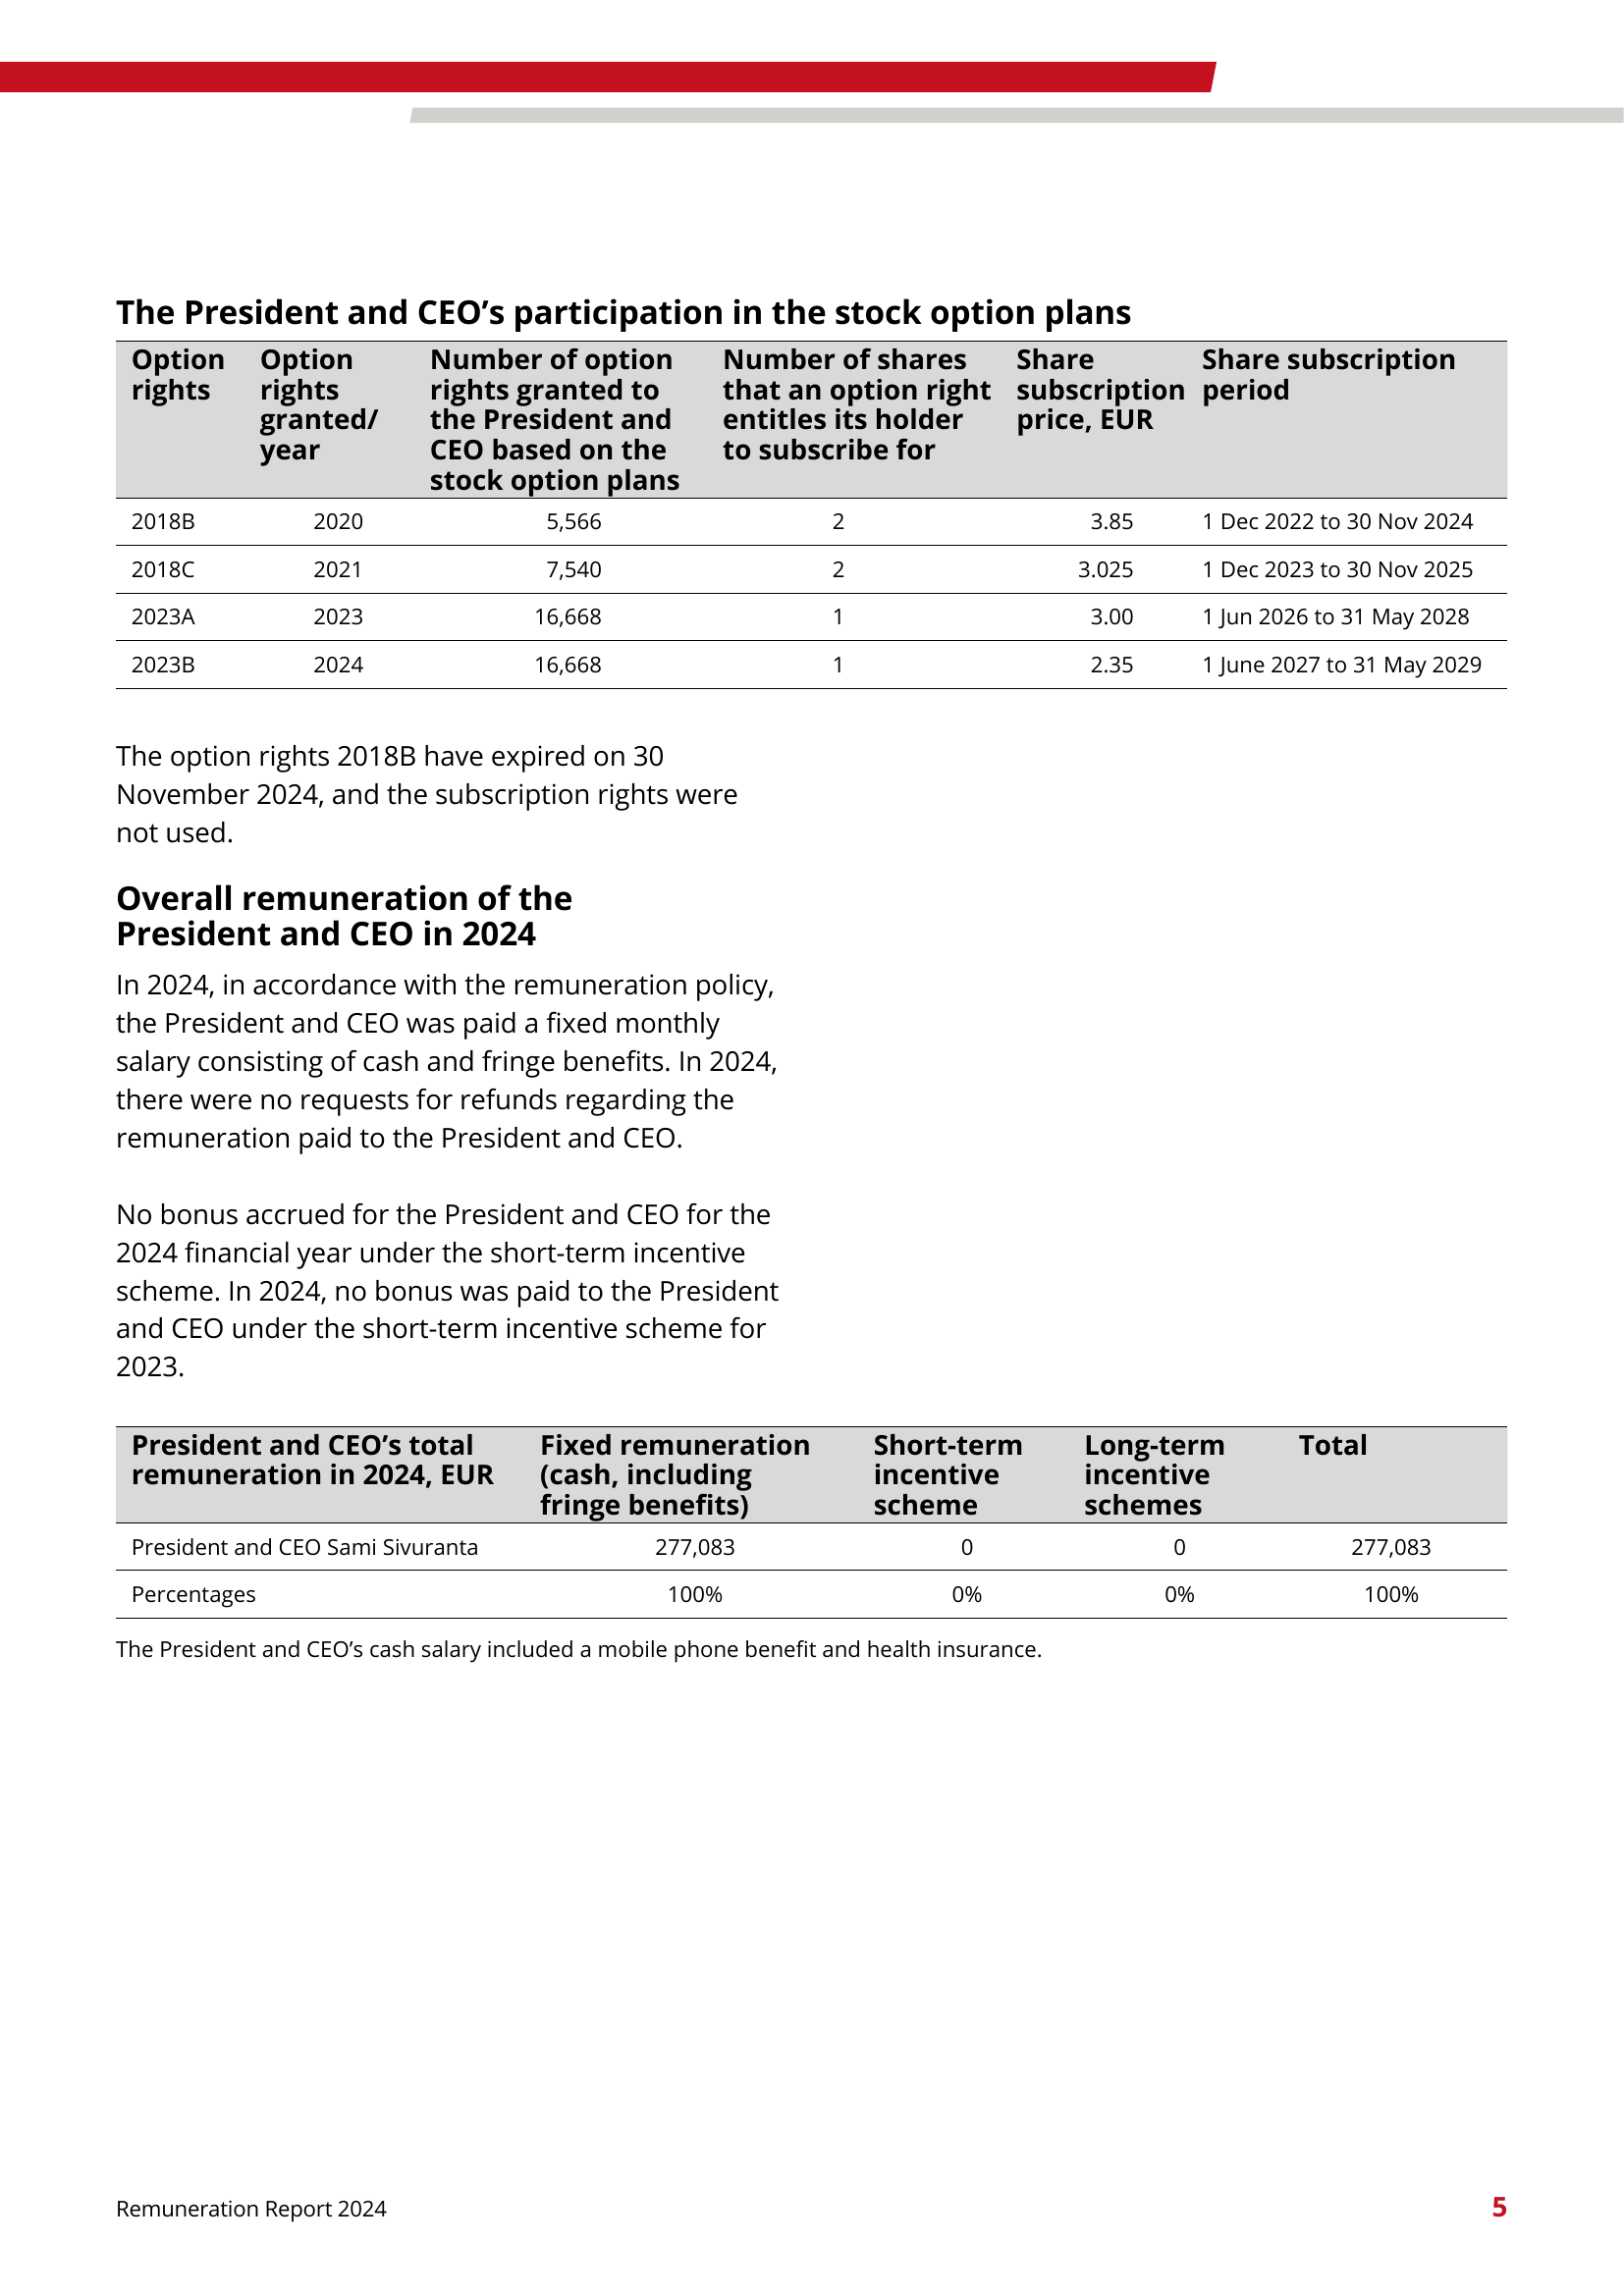 The President and CEO’s participation in the stock option plans
Option rights
Option rights granted/ year
Number of option rights granted to the President and CEO based on the stock option plans
Number of shares that an option right entitles its holder to subscribe for
Share subscription price, EUR
Share subscription period
2018B 2020 5,566 2 3.85 1 Dec 2022 to 30 Nov 2024
2018C 2021 7,540 2 3.025 1 Dec 2023 to 30 Nov 2025
2023A 2023 16,668 1 3.00 1 Jun 2026 to 31 May 2028
2023B 2024 16,668 1 2.35 1 June 2027 to 31 May 2029
The option rights 2018B have expired on 30
November 2024, and the subscription rights were
not used.
Overall remuneration of the
President and CEO in 2024
In 2024, in accordance with the remuneration policy,
the President and CEO was paid a fixed monthly
salary consisting of cash and fringe benefits. In 2024,
there were no requests for refunds regarding the
remuneration paid to the President and CEO.
No bonus accrued for the President and CEO for the
2024 financial year under the short-term incentive
scheme. In 2024, no bonus was paid to the President
and CEO under the short-term incentive scheme for
2023.
President and CEO’s total remuneration in 2024, EUR
Fixed remuneration (cash, including fringe benefits)
Short-term incentive scheme
Long-term incentive schemes
Total
President and CEO Sami Sivuranta 277,083 0 0 277,083
Percentages 100% 0% 0% 100%
The President and CEO’s cash salary included a mobile phone benefit and health insurance.
Remuneration Report 2024 5